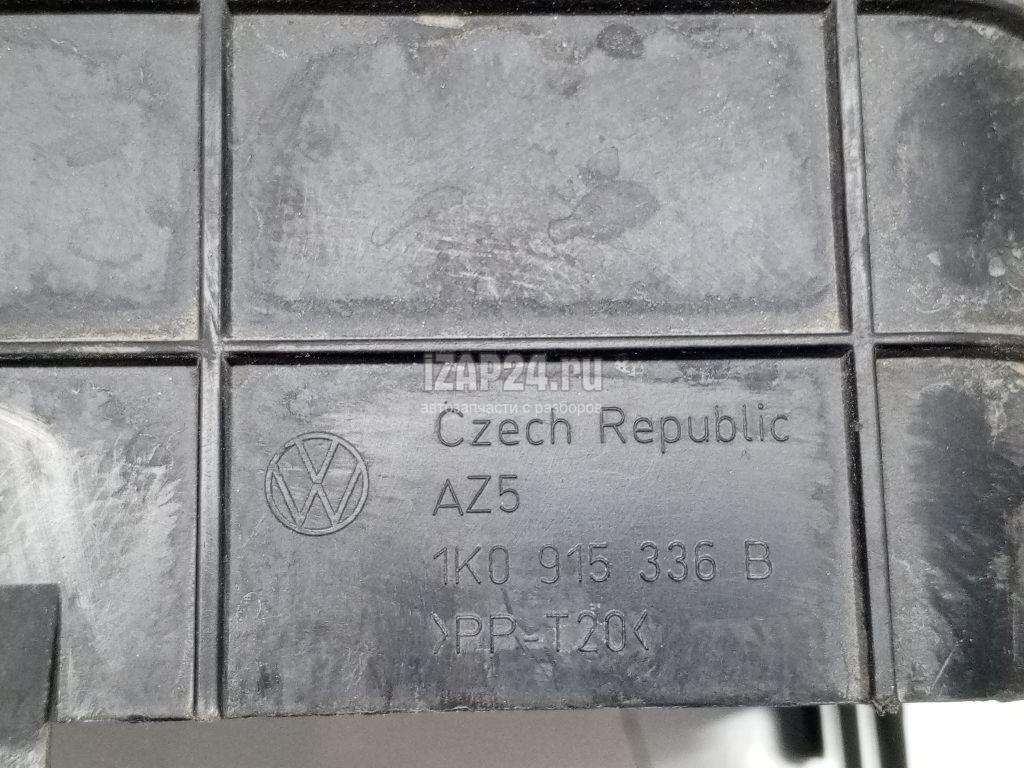 iZAP24.ru
автозапчасти с разборов
Czech Republic
AZ5
1K0 915 336 B
>PP-T20<